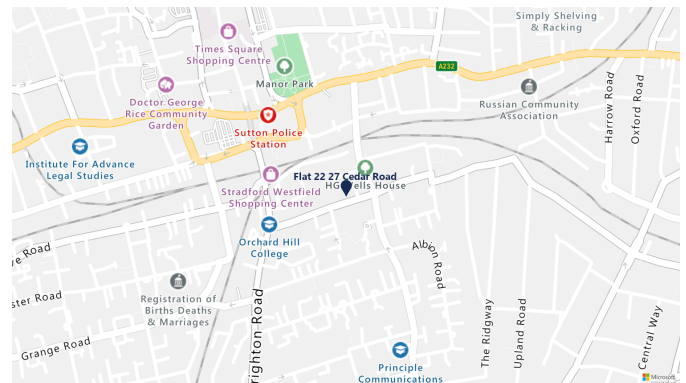 Simply Shelving
& Racking
Times Square
Shopping Centre
A232
Manor Park
Doctor George
Rice Community
Garden
Russian Community
Association
Harrow Road
Oxford Road
Sutton Police
Station
Institute For Advance
Legal Studies
Flat 22 27 Cedar Road
HG Wells House
Stradford Westfield
Shopping Center
Orchard Hill
College
Albion Road
ve Road
ster Road
Registration of
Births Deaths
& Marriages
righton Road
The Ridgway
Upland Road
Central Way
Grange Road
Principle
Communications
Microsoft